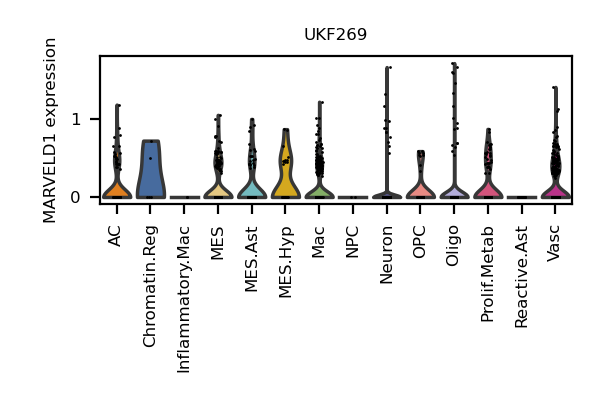 UKF269
MARVELD1 expression
1
0
AC
Chromatin.Reg
Inflammatory.Mac
MES
MES.Ast
MES.Hyp
Mac
NPC
Neuron
OPC
Oligo
Prolif.Metab
Reactive.Ast
Vasc